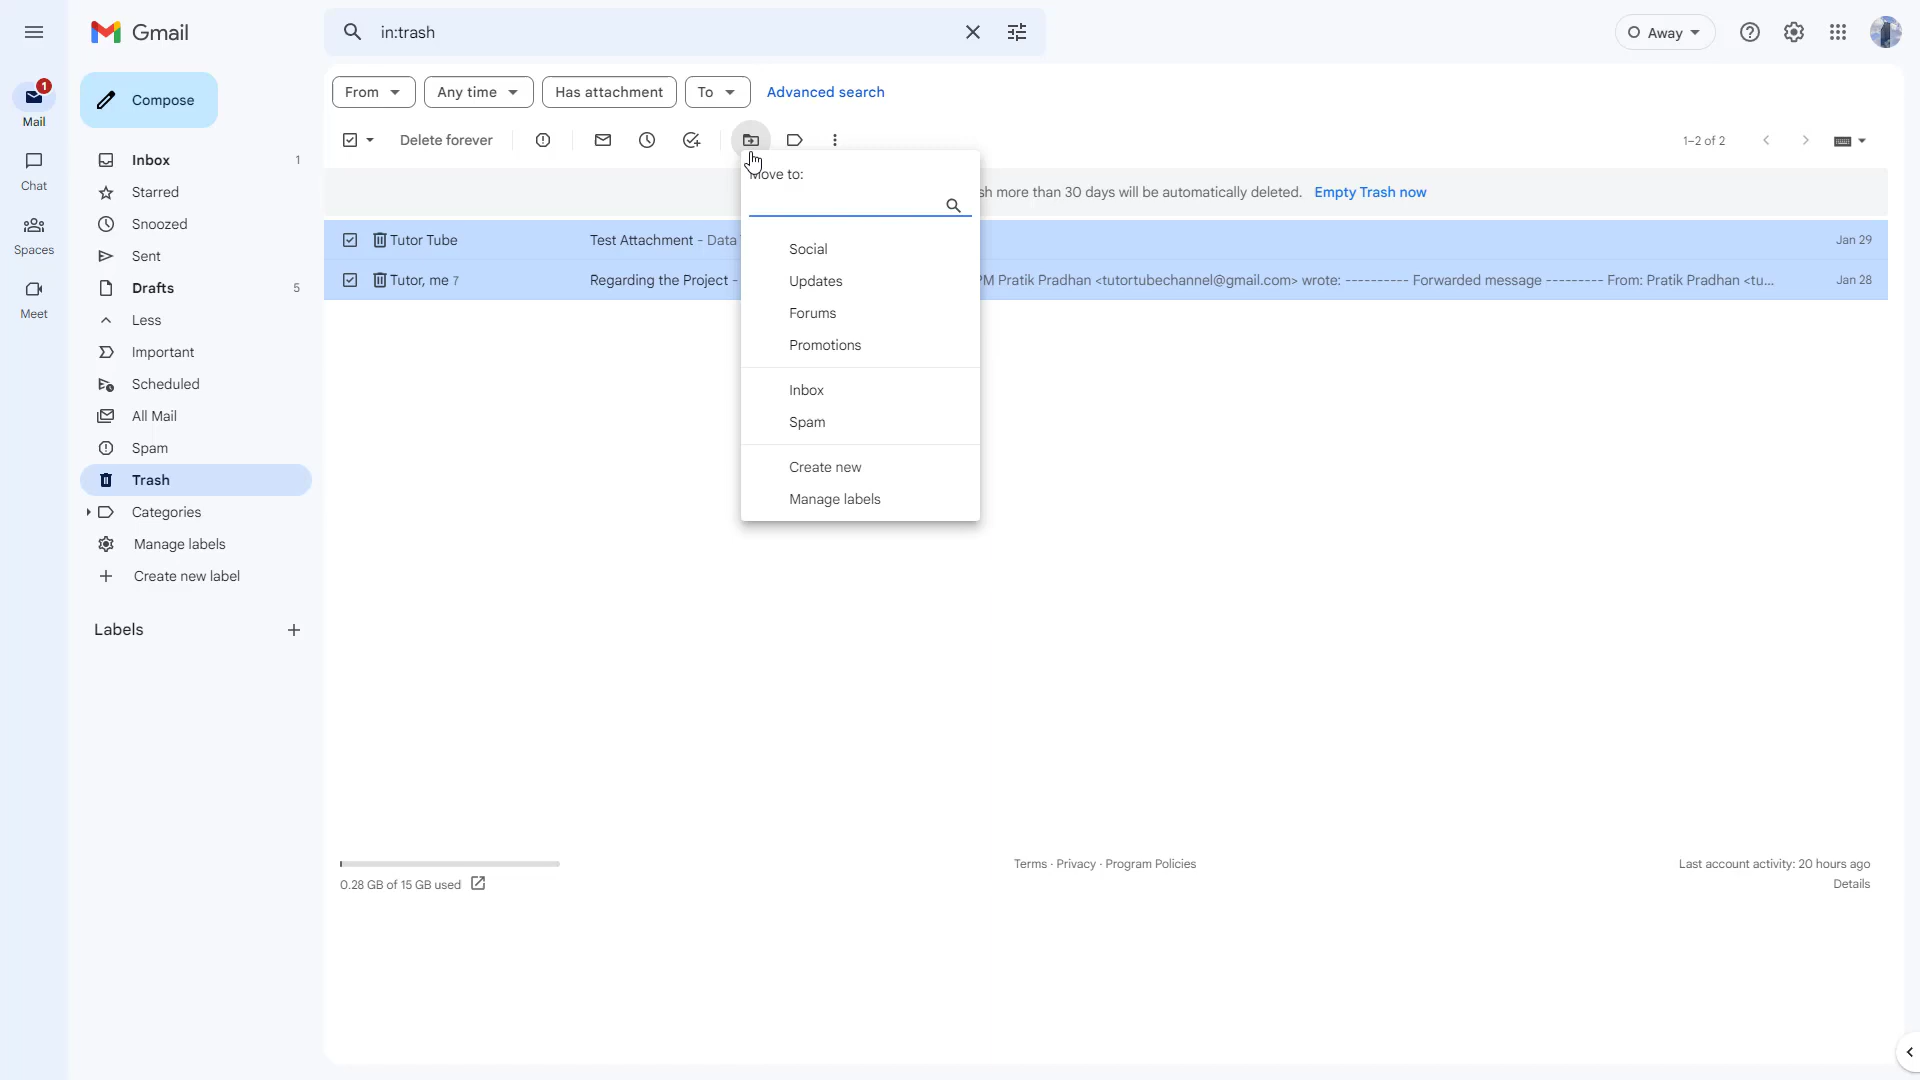 Gmail
in:trash
Away
1
Mail
Chat
Spaces
Meet
Compose
Inbox 1
Starred
Snoozed
Sent
Drafts 5
Less
Important
Scheduled
All Mail
Spam
Trash
Categories
Manage labels
Create new label
Labels
From Any time Has attachment To Advanced search
Delete forever
1–2 of 2
more than 30 days will be automatically deleted. Empty Trash now
Tutor Tube Test Attachment - Data Jan 29
Tutor, me 7 Regarding the Project - PM Pratik Pradhan <tutortubechannel@gmail.com> wrote: ---------- Forwarded message --------- From: Pratik Pradhan <tu... Jan 28
Move to:
Social
Updates
Forums
Promotions
Inbox
Spam
Create new
Manage labels
0.28 GB of 15 GB used
Terms · Privacy · Program Policies
Last account activity: 20 hours ago
Details